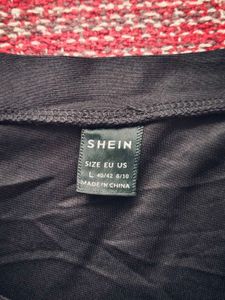 SHEIN
SIZE EU US
L 40/42 8/10
MADE IN CHINA